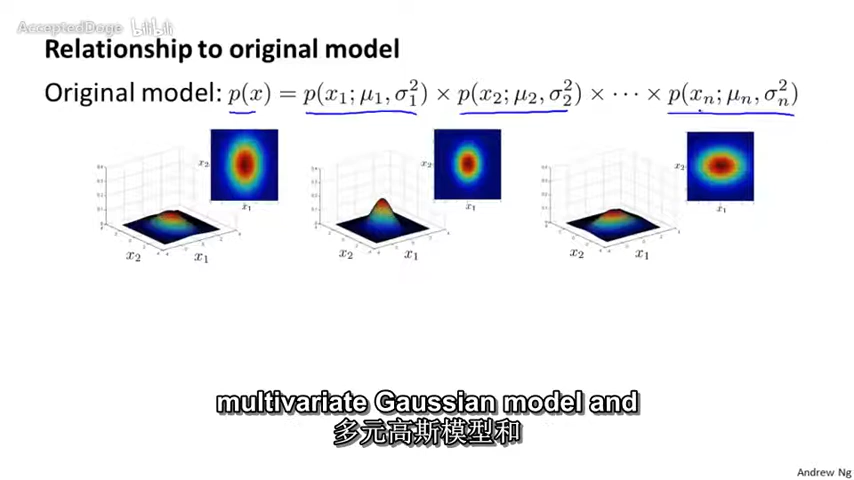 AcceptedDoge bilibili
Relationship to original model
Original model: p(x) = p(x₁; μ₁, σ₁²) × p(x₂; μ₂, σ₂²) × ⋯ × p(xₙ; μₙ, σₙ²)
x₂ x₁ x₂ x₁ x₂ x₁
x₂ x₁ x₂ x₁ x₂ x₁
multivariate Gaussian model and
多元高斯模型和
Andrew Ng